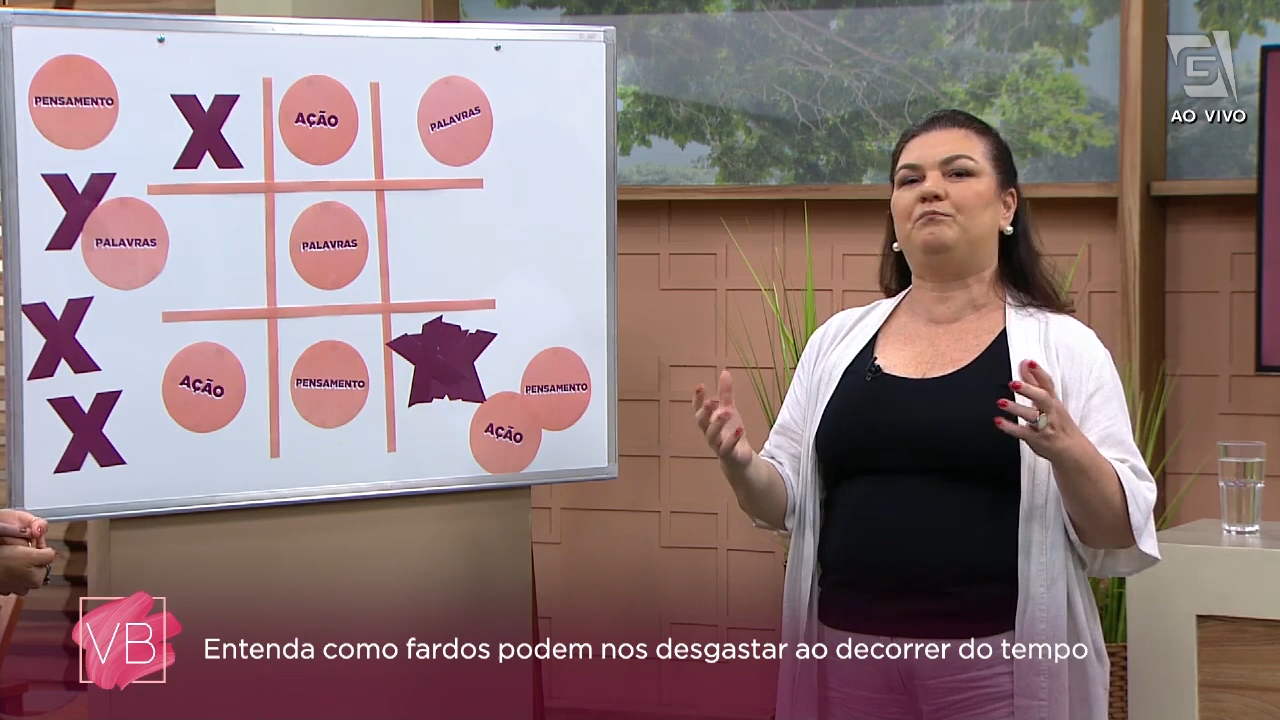 PENSAMENTO
X
AÇÃO
PALAVRAS
X
PALAVRAS
PALAVRAS
X
X
AÇÃO
PENSAMENTO
PENSAMENTO
AÇÃO
G
AO VIVO
VB
Entenda como fardos podem nos desgastar ao decorrer do tempo